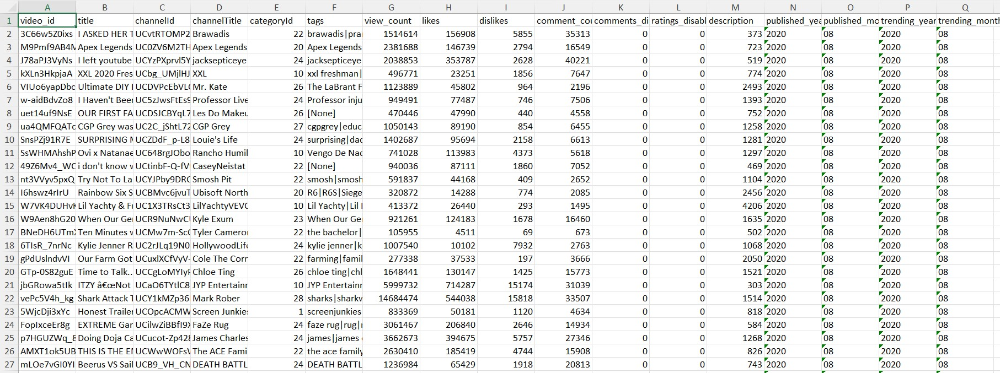 A B C D E F G H I J K L M N O P Q
1 video_id title channelId channelTitle categoryId tags view_count likes dislikes comment_cou comments_di ratings_disabl description published_yea published_mo trending_year trending_month
2 3C66w5Z0ixs I ASKED HER T UCvtRTOMP2 Brawadis 22 brawadis|pra 1514614 156908 5855 35313 0 0 373 2020 08 2020 08
3 M9Pmf9AB4M Apex Legends UC0ZV6M2TH Apex Legends 20 Apex Legends 2381688 146739 2794 16549 0 0 723 2020 08 2020 08
4 J78aPJ3VyNs I left youtube UCYzPXprvl5Y jacksepticeye 24 jacksepticeye 2038853 353787 2628 40221 0 0 519 2020 08 2020 08
5 kXLn3HkpjaA XXL 2020 Fres UCbg_UMjlHJ XXL 10 xxl freshman| 496771 23251 1856 7647 0 0 774 2020 08 2020 08
6 VIUo6yapDbc Ultimate DIY UCDVPcEbVL Mr. Kate 26 The LaBrant F 1123889 45802 964 2196 0 0 2493 2020 08 2020 08
7 w-aidBdvZo8 I Haven't Beer UC5zJwsFtEs9 Professor Live 24 Professor inju 949491 77487 746 7506 0 0 1393 2020 08 2020 08
8 uet14uf9NsE OUR FIRST FA UCDSJCBYqL7 Les Do Makeu 26 [None] 470446 47990 440 4558 0 0 752 2020 08 2020 08
9 ua4QMFQATc CGP Grey was UC2C_jShtL72 CGP Grey 27 cgpgrey|educ 1050143 89190 854 6455 0 0 1258 2020 08 2020 08
10 SnsPZj91R7E SURPRISING M UCZDdF_p-L8 Louie's Life 24 surprising|dad 1402687 95694 2158 6613 0 0 1281 2020 08 2020 08
11 SsWHMAhshP Ovi x Natanae UC648rgJObo Rancho Humil 10 Vengo De Nac 741028 113983 4373 5618 0 0 1297 2020 08 2020 08
12 49Z6Mv4_WC i don't know w UCtinbF-Q-fV CaseyNeistat 22 [None] 940036 87111 1860 7052 0 0 469 2020 08 2020 08
13 nt3VVyv5pxQ Try Not To La UCYJPby9DRC Smosh Pit 22 smosh|smosh 591837 44168 409 2652 0 0 1104 2020 08 2020 08
14 I6hswz4rIrU Rainbow Six S UCBMvc6jvuT Ubisoft North 20 R6|R6S|Siege 320872 14288 774 2085 0 0 2456 2020 08 2020 08
15 W7VK4DUHvK Lil Yachty & Fu UC1X3TRsCt3 LilYachtyVEVO 10 Lil Yachty|Lil 413372 26440 293 1495 0 0 4206 2020 08 2020 08
16 W9Aen8hG20 When Our Ge UCR9NuNwC Kyle Exum 23 When Our Ge 921261 124183 1678 16460 0 0 1635 2020 08 2020 08
17 BNeDH6UTmX Ten Minutes w UCMw7m-Sc Tyler Cameron 22 the bachelor| 105955 4511 69 673 0 0 502 2020 08 2020 08
18 6TIsR_7nrNc Kylie Jenner R UC2rJLq19N0 HollywoodLife 24 kylie jenner|k 1007540 10102 7932 2763 0 0 1068 2020 08 2020 08
19 gPdUslndvVI Our Farm Got UCuxlXCfVyV- Cole The Corn 22 farming|famil 277338 37533 197 3666 0 0 2050 2020 08 2020 08
20 GTp-0S82guE Time to Talk.. UCCgLoMYIyP Chloe Ting 26 chloe ting|chl 1648441 130147 1425 15773 0 0 1521 2020 08 2020 08
21 jbGRowa5tIk ITZY â€œNot UCaO6TYtlC8 JYP Entertainr 10 JYP Entertainr 5999732 714287 15174 31039 0 0 303 2020 08 2020 08
22 vePc5V4h_kg Shark Attack T UCY1kMZp36 Mark Rober 28 sharks|sharkv 14684474 544038 15818 33507 0 0 1514 2020 08 2020 08
23 5WjcDji3xYc Honest Trailer UCOpcACMW Screen Junkies 1 screenjunkies 833369 50181 1120 4634 0 0 818 2020 08 2020 08
24 FopIxceEr8g EXTREME Gar UCilwZiBBfI9X FaZe Rug 24 faze rug|rug|r 3061467 206840 2646 14934 0 0 584 2020 08 2020 08
25 p7HGUZWq_8 Doing Doja Ca UCucot-Zp428 James Charles 24 james|james 3662673 394675 5757 27346 0 0 1268 2020 08 2020 08
26 AMXT1ok5UB THIS IS THE E UCWwWOFs The ACE Fami 22 the ace family 2630410 185419 4744 15908 0 0 826 2020 08 2020 08
27 mLOe7vGI0YI Beerus VS Sail UCB9_VH_CN DEATH BATTL 24 DEATH BATTL 1236984 65429 1918 20813 0 0 743 2020 08 2020 08